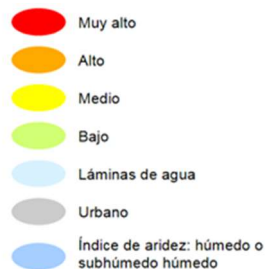 Muy alto
Alto
Medio
Bajo
Láminas de agua
Urbano
Índice de aridez: húmedo o
subhúmedo húmedo